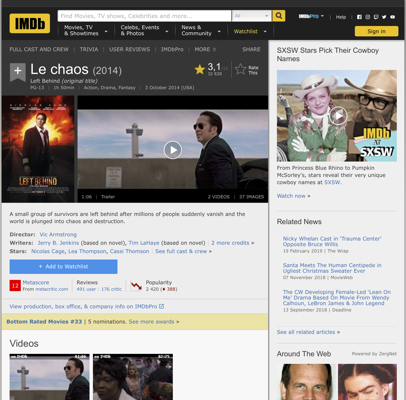 IMDb
Find Movies, TV shows, Celebrities and more...
All
Movies, TV
& Showtimes
Celebs, Events
& Photos
News &
Community
Watchlist
IMDbPro
Help
Sign in
FULL CAST AND CREW | TRIVIA | USER REVIEWS | IMDbPro | MORE
SHARE
Le chaos (2014)
Left Behind (original title)
PG-13 | 1h 50min | Action, Drama, Fantasy | 3 October 2014 (USA)
3,1
Rate
This
LEFT BEHIND
1:06 | Trailer
2 VIDEOS | 37 IMAGES
A small group of survivors are left behind after millions of people suddenly vanish and the
world is plunged into chaos and destruction.
Director: Vic Armstrong
Writers: Jerry B. Jenkins (based on novel), Tim LaHaye (based on novel) | 2 more credits »
Stars: Nicolas Cage, Lea Thompson, Cassi Thomson | See full cast & crew »
+ Add to Watchlist
12
Metascore
From metacritic.com
Reviews
491 user | 176 critic
Popularity
2 420 ( 388)
View production, box office, & company info on IMDbPro
Bottom Rated Movies #33 | 5 nominations. See more awards »
Videos
SXSW Stars Pick Their Cowboy
Names
IMDb
at
SXSW
From Princess Blue Rhino to Pumpkin
McSorley's, stars reveal their very
unique cowboy names at SXSW.
Watch now »
Related News
Nicky Whelan Cast in 'Trauma Center'
Opposite Bruce Willis
19 February 2019 | The Wrap
Santa Meets The Human Centipede in
Ugliest Christmas Sweater Ever
07 November 2018 | MovieWeb
The CW Developing Female-Led 'Lean On
Me' Drama Based On Movie From Wendy
Calhoun, LeBron James & John Legend
13 September 2018 | Deadline
See all related articles »
Around The Web
Powered by ZergNet